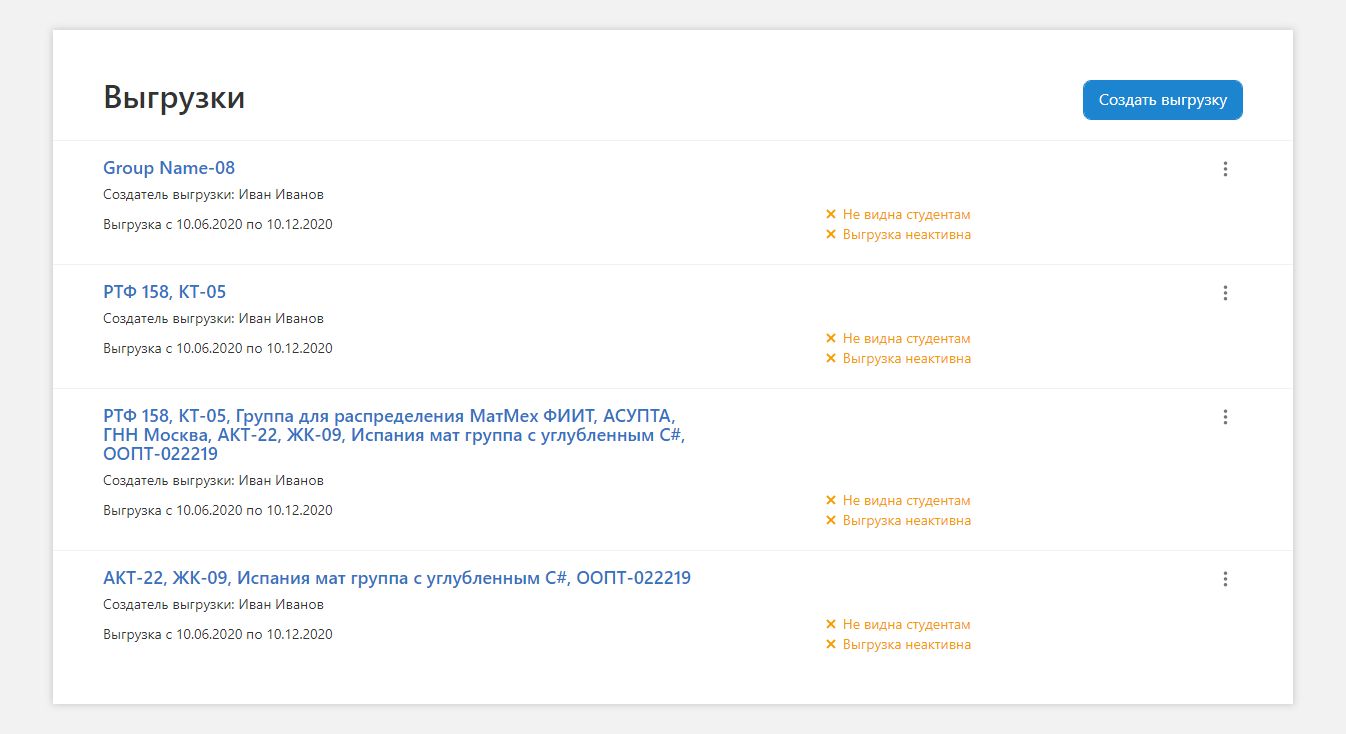 Выгрузки
Создать выгрузку
Group Name-08
Создатель выгрузки: Иван Иванов
Выгрузка с 10.06.2020 по 10.12.2020
Не видна студентам
Выгрузка неактивна
РТФ 158, КТ-05
Создатель выгрузки: Иван Иванов
Выгрузка с 10.06.2020 по 10.12.2020
Не видна студентам
Выгрузка неактивна
РТФ 158, КТ-05, Группа для распределения МатМех ФИИТ, АСУПТА,
ГНН Москва, АКТ-22, ЖК-09, Испания мат группа с углубленным C#,
ООПТ-022219
Создатель выгрузки: Иван Иванов
Выгрузка с 10.06.2020 по 10.12.2020
Не видна студентам
Выгрузка неактивна
АКТ-22, ЖК-09, Испания мат группа с углубленным C#, ООПТ-022219
Создатель выгрузки: Иван Иванов
Выгрузка с 10.06.2020 по 10.12.2020
Не видна студентам
Выгрузка неактивна